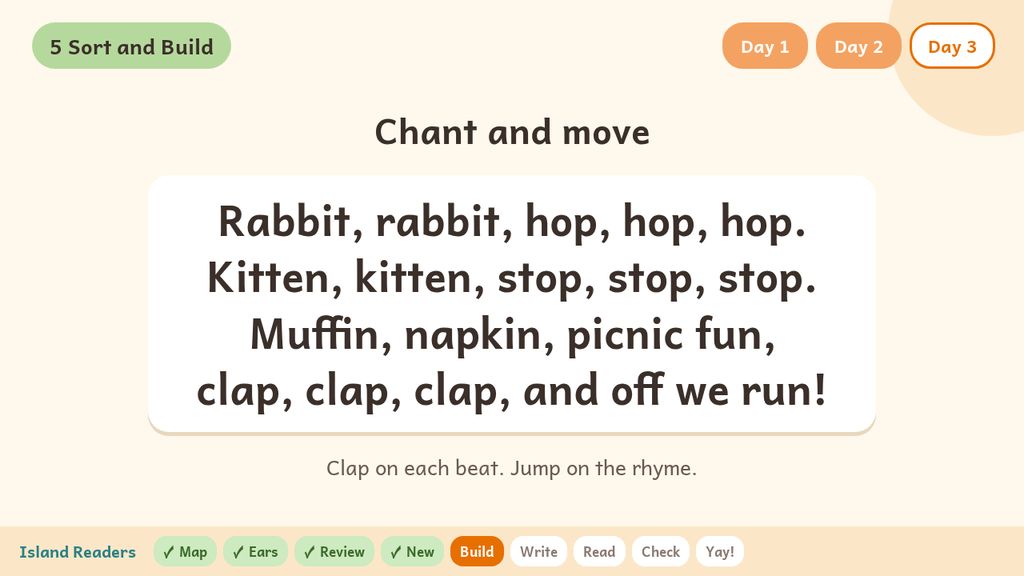 5 Sort and Build
Day 1
Day 2
Day 3
Chant and move
Rabbit, rabbit, hop, hop, hop.
Kitten, kitten, stop, stop, stop.
Muffin, napkin, picnic fun,
clap, clap, clap, and off we run!
Clap on each beat. Jump on the rhyme.
Island Readers
✓ Map
✓ Ears
✓ Review
✓ New
Build
Write
Read
Check
Yay!